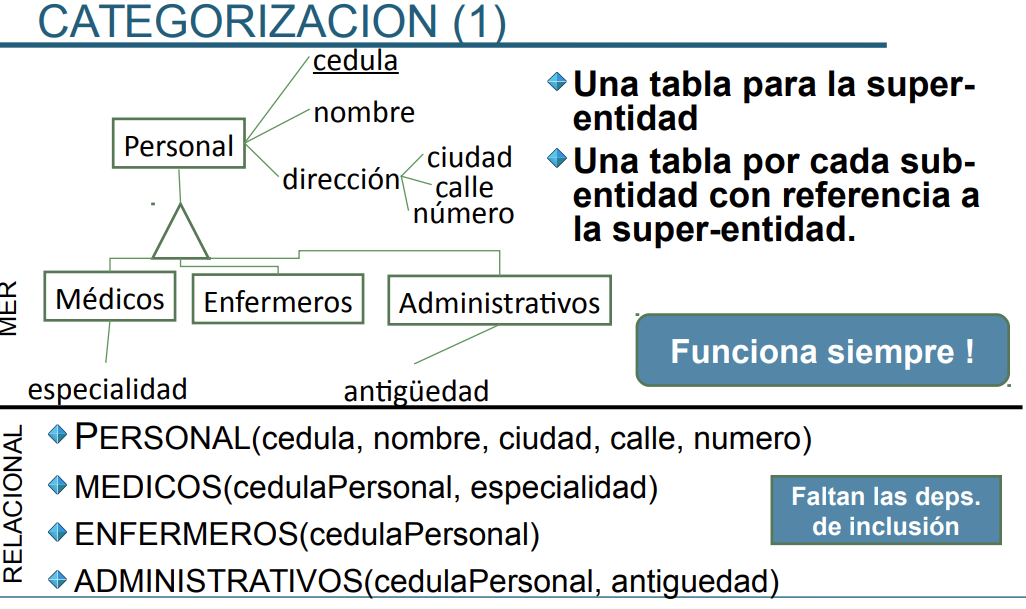 CATEGORIZACION (1)
cedula
nombre
Personal
dirección
ciudad
calle
número
Una tabla para la super-
entidad
Una tabla por cada sub-
entidad con referencia a
la super-entidad.
MER
Médicos
Enfermeros
Administrativos
especialidad
antigüedad
Funciona siempre !
RELACIONAL
PERSONAL(cedula, nombre, ciudad, calle, numero)
MEDICOS(cedulaPersonal, especialidad)
ENFERMEROS(cedulaPersonal)
ADMINISTRATIVOS(cedulaPersonal, antiguedad)
Faltan las deps.
de inclusión